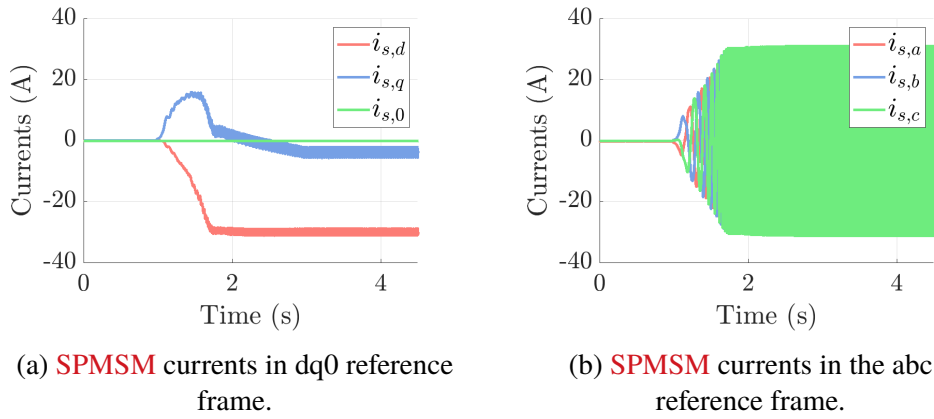 40
20
0
-20
-40
Currents (A)
i_{s,d}
i_{s,q}
i_{s,0}
0
2
4
Time (s)
(a) SPMSM currents in dq0 reference
frame.
40
20
0
-20
-40
Currents (A)
i_{s,a}
i_{s,b}
i_{s,c}
0
2
4
Time (s)
(b) SPMSM currents in the abc
reference frame.